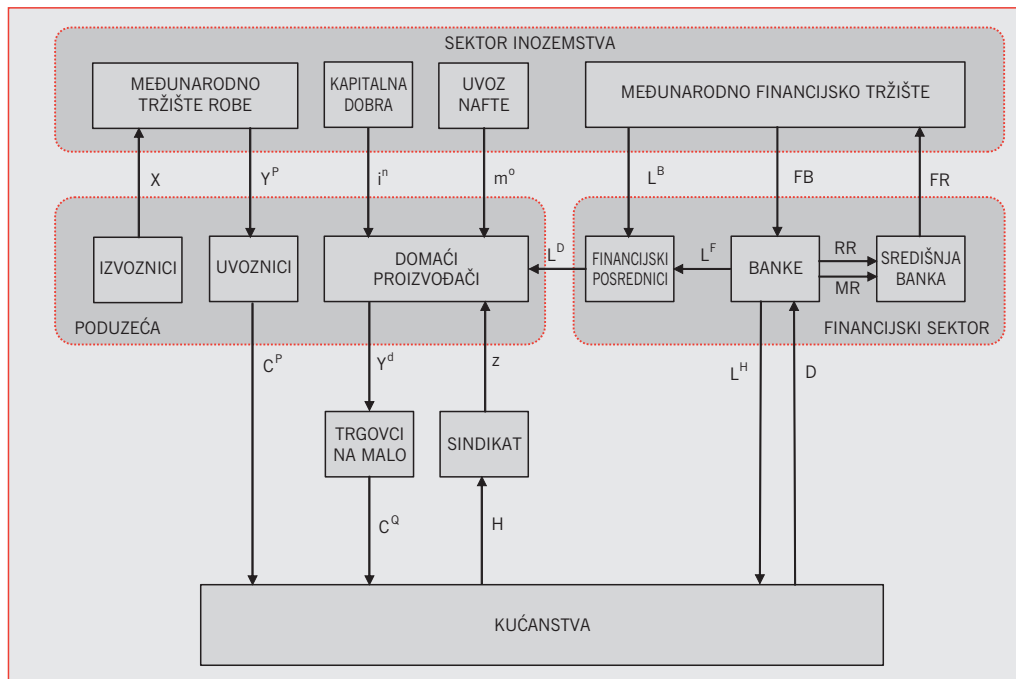 SEKTOR INOZEMSTVA
MEĐUNARODNO
TRŽIŠTE ROBE
KAPITALNA
DOBRA
UVOZ
NAFTE
MEĐUNARODNO FINANCIJSKO TRŽIŠTE
X
Y^P
i^n
m^o
L^B
FB
FR
IZVOZNICI
UVOZNICI
DOMAĆI
PROIZVOĐAČI
L^D
FINANCIJSKI
POSREDNICI
L^F
BANKE
RR
MR
SREDIŠNJA
BANKA
PODUZEĆA
FINANCIJSKI SEKTOR
C^P
Y^d
z
L^H
D
TRGOVCI
NA MALO
SINDIKAT
C^Q
H
KUĆANSTVA